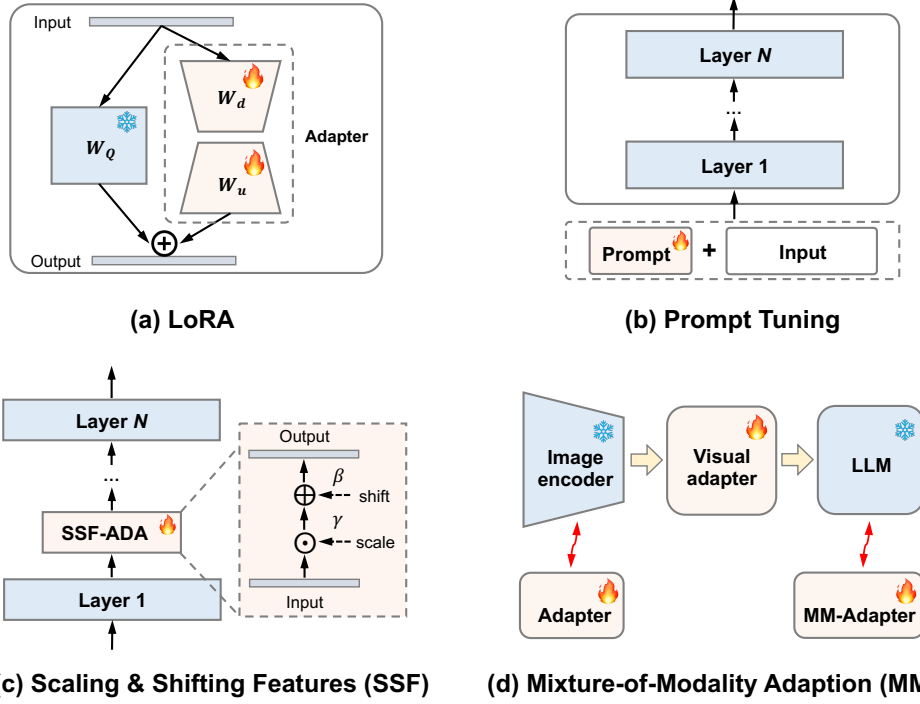 Input
W_d
W_Q
Adapter
W_u
Output
(a) LoRA
Layer N
...
Layer 1
Prompt + Input
(b) Prompt Tuning
Layer N
...
SSF-ADA
Layer 1
Output
β
shift
γ
scale
Input
(c) Scaling & Shifting Features (SSF)
Image
encoder
Visual
adapter
LLM
Adapter
MM-Adapter
(d) Mixture-of-Modality Adaption (MM